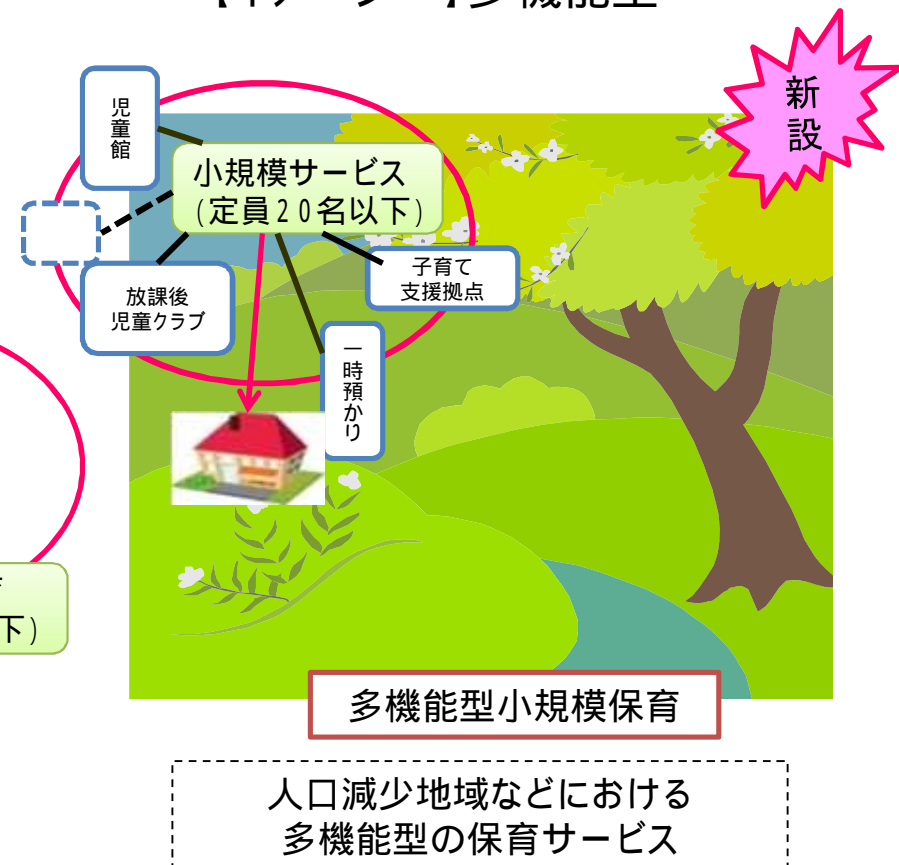 多機能型
新
設
児童館
小規模サービス
(定員20名以下)
子育て
支援拠点
放課後
児童クラブ
一時預かり
下)
多機能型小規模保育
人口減少地域などにおける
多機能型の保育サービス